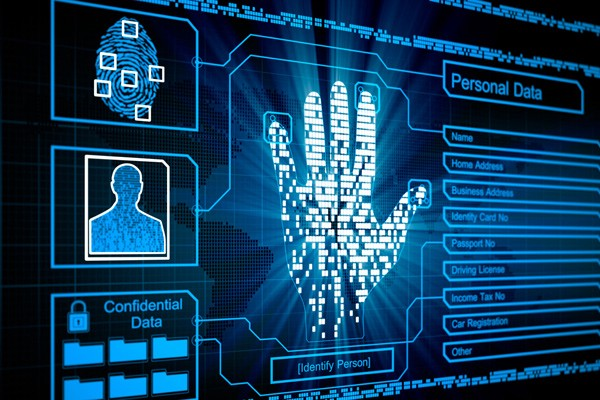 Personal Data
Name
Home Address
Business Address
Identity Card No
Passport No
Driving License
Income Tax No
Car Registration
Other
Confidential
Data
[Identify Person]